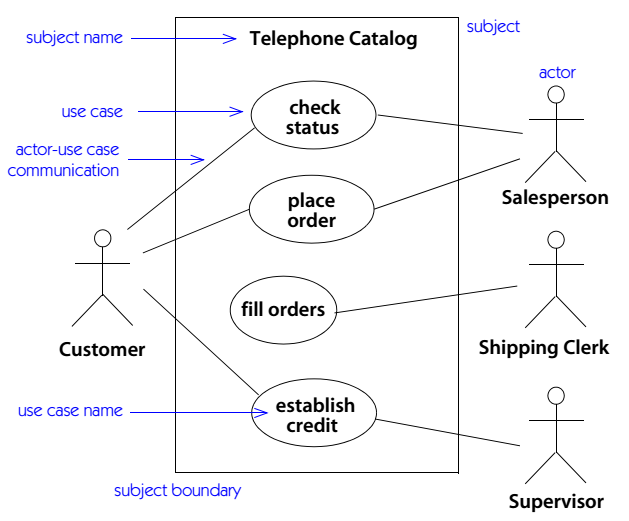 subject name
Telephone Catalog
subject
actor
use case
check
status
actor-use case
communication
Salesperson
place
order
Customer
fill orders
Shipping Clerk
use case name
establish
credit
subject boundary
Supervisor